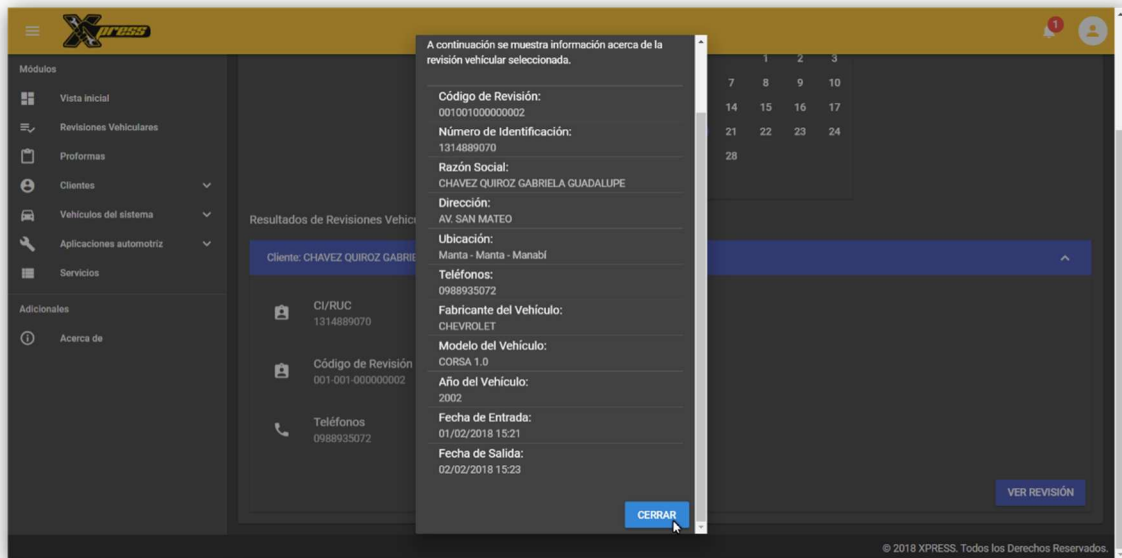 Xpress
1
Módulos
Vista inicial
Revisiones Vehiculares
Proformas
Clientes
Vehículos del sistema
Aplicaciones automotriz
Servicios
Adicionales
Acerca de
1 2 3
7 8 9 10
14 15 16 17
21 22 23 24
28
Resultados de Revisiones
Cliente: CHAVEZ QUIROZ
CI/RUC
1314889070
Código de Revisión
001-001-000000002
Teléfonos
0988935072
VER REVISIÓN
A continuación se muestra información acerca de la
revisión vehícular seleccionada.
Código de Revisión:
001001000000002
Número de Identificación:
1314889070
Razón Social:
CHAVEZ QUIROZ GABRIELA GUADALUPE
Dirección:
AV. SAN MATEO
Ubicación:
Manta - Manta - Manabí
Teléfonos:
0988935072
Fabricante del Vehículo:
CHEVROLET
Modelo del Vehículo:
CORSA 1.0
Año del Vehículo:
2002
Fecha de Entrada:
01/02/2018 15:21
Fecha de Salida:
02/02/2018 15:23
CERRAR
© 2018 XPRESS. Todos los Derechos Reservados.